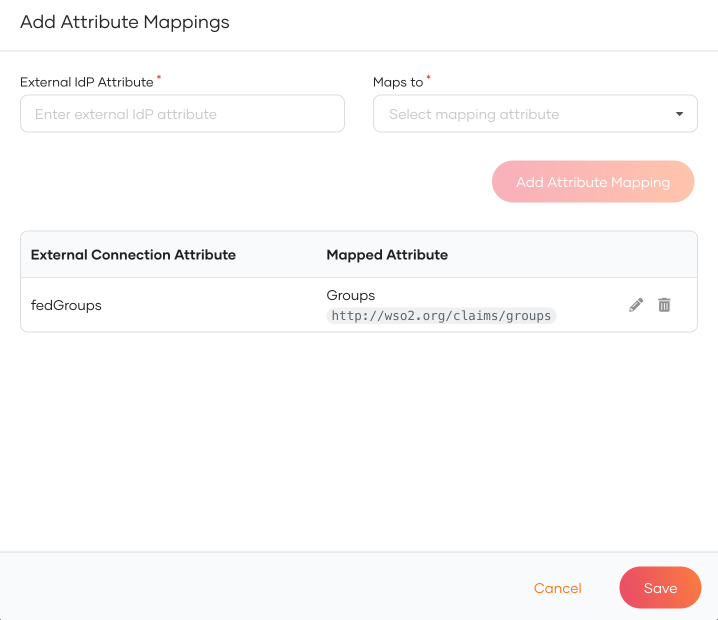 Add Attribute Mappings
External IdP Attribute * Maps to *
Enter external IdP attribute Select mapping attribute
Add Attribute Mapping
External Connection Attribute Mapped Attribute
fedGroups Groups
http://wso2.org/claims/groups
Cancel Save